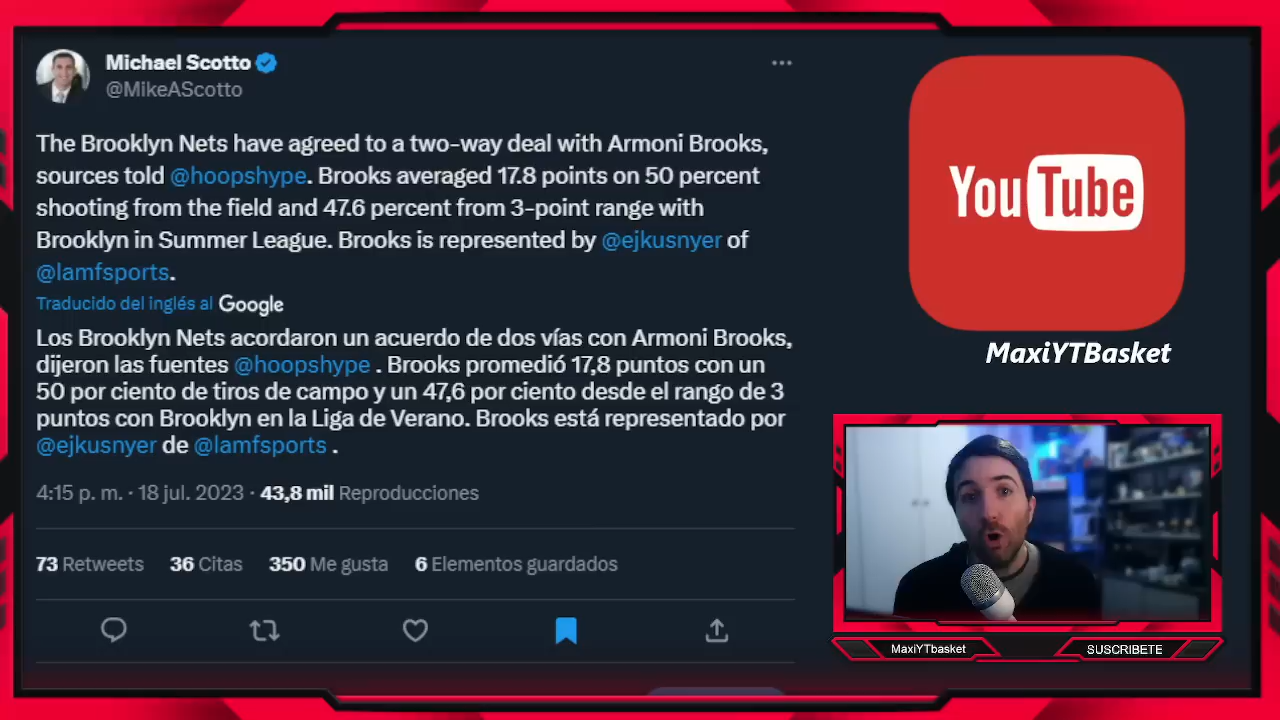 Michael Scotto
@MikeAScotto
The Brooklyn Nets have agreed to a two-way deal with Armoni Brooks,
sources told @hoopshype. Brooks averaged 17.8 points on 50 percent
shooting from the field and 47.6 percent from 3-point range with
Brooklyn in Summer League. Brooks is represented by @ejkusnyer of
@lamfsports.
Traducido del inglés al Google
Los Brooklyn Nets acordaron un acuerdo de dos vías con Armoni Brooks,
dijeron las fuentes @hoopshype . Brooks promedió 17,8 puntos con un
50 por ciento de tiros de campo y un 47,6 por ciento desde el rango de 3
puntos con Brooklyn en la Liga de Verano. Brooks está representado por
@ejkusnyer de @lamfsports .
4:15 p. m. · 18 jul. 2023 · 43,8 mil Reproducciones
73 Retweets 36 Citas 350 Me gusta 6 Elementos guardados
YouTube
MaxiYTBasket
MaxiYTbasket
SUSCRIBETE